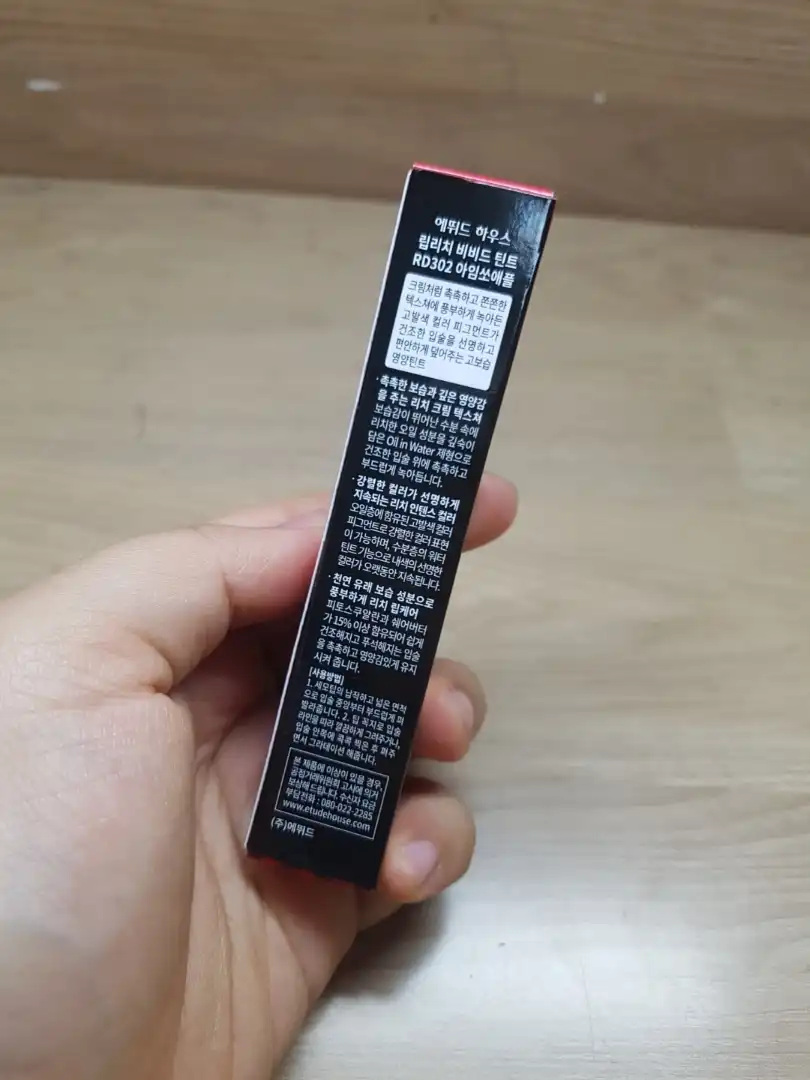 에뛰드 하우스
립리치 비비드 틴트
RD302 아임쏘애플
크림처럼 촉촉하고 쫀쫀한
텍스쳐에 풍부하게 녹아든
고발색 컬러 피그먼트가
건조한 입술을 선명하고
편안하게 덮어주는 고보습
영양틴트
· 촉촉한 보습과 깊은 영양감
을 주는 리치 크림 텍스쳐
보습감이 뛰어난 수분 속에
리치한 오일 성분을 깊숙이
담은 Oil in Water 제형으로
건조한 입술 위에 촉촉하고
부드럽게 녹아듭니다.
· 강렬한 컬러가 선명하게
지속되는 리치 인텐스 컬러
오일층에 함유된 고발색 컬러
피그먼트로 강렬한 컬러 표현
이 가능하며, 수분층의 워터
틴트 기능으로 내색의 선명한
컬러가 오랫동안 지속됩니다.
· 천연 유래 보습 성분으로
풍부하게 리치 립케어
피토스쿠알란과 쉐어버터
가 15% 이상 함유되어 쉽게
건조해지고 푸석해지는 입술
을 촉촉하고 영양감있게 유지
시켜 줍니다.
[사용방법]
1. 세모팁의 납작하고 넓은 면적
으로 입술 중앙부터 부드럽게 펴
발라줍니다. 2. 팁 꼭지로 입술
라인을 따라 깔끔하게 그려주거나,
입술 안쪽에 콕콕 찍은 후 펴주
면서 그라데이션 해줍니다.
본 제품에 이상이 있을 경우,
공정거래위원회 고시에 의거
보상해 드립니다. 수신자 요금
부담전화 : 080-022-2285
www.etudehouse.com
(주)에뛰드